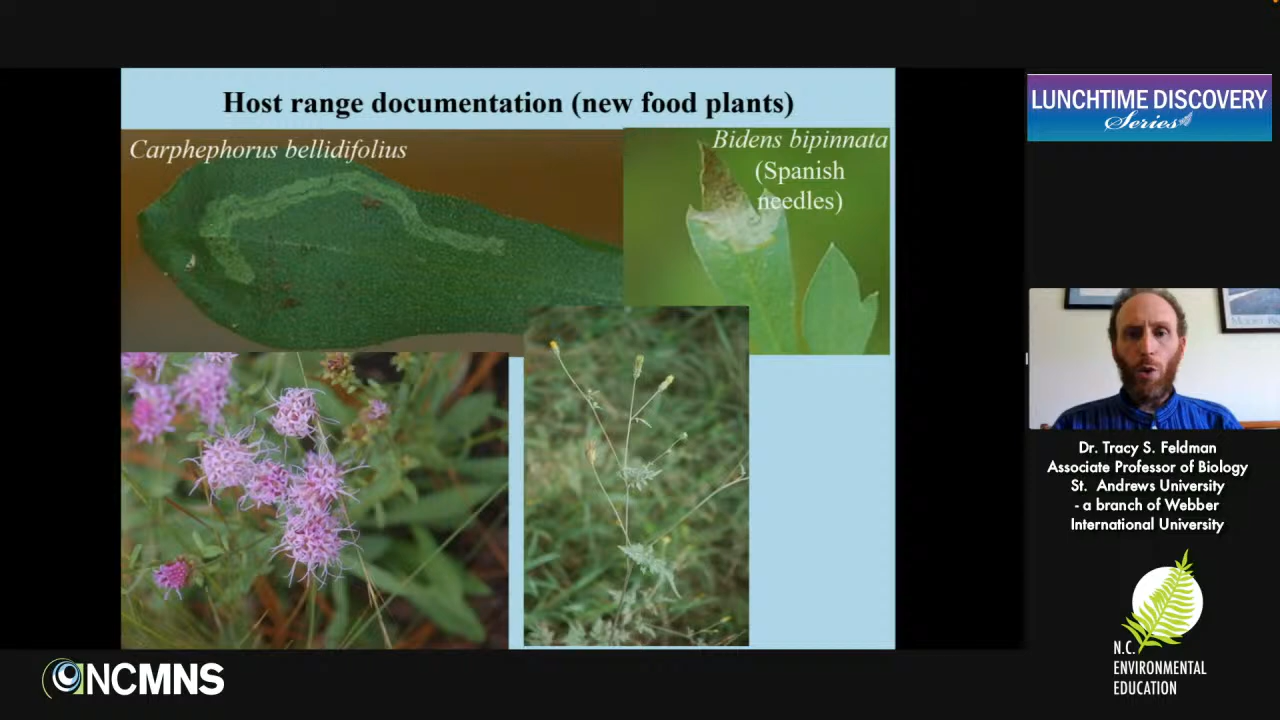 Host range documentation (new food plants)
Carphephorus bellidifolius
Bidens bipinnata
(Spanish
needles)
LUNCHTIME DISCOVERY
Series
Dr. Tracy S. Feldman
Associate Professor of Biology
St. Andrews University
- a branch of Webber
International University
NCMNS
N.C.
ENVIRONMENTAL
EDUCATION